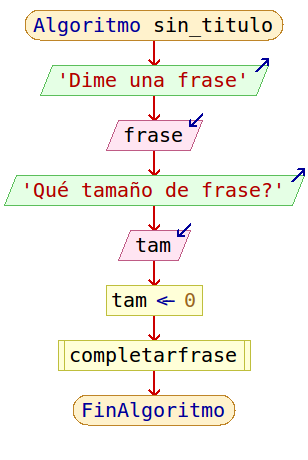 Algoritmo sin_titulo
'Dime una frase'
frase
'Qué tamaño de frase?'
tam
tam <- 0
completarfrase
FinAlgoritmo